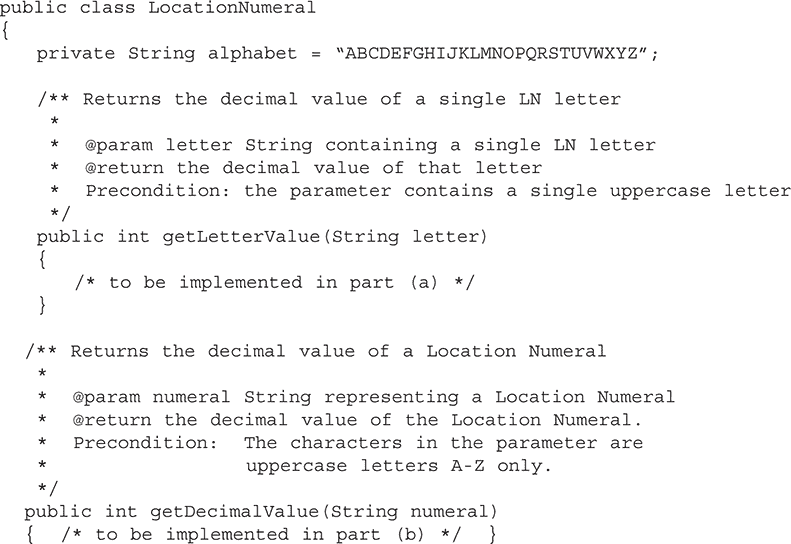 public class LocationNumeral
{
private String alphabet = “ABCDEFGHIJKLMNOPQRSTUVWXYZ”;
/** Returns the decimal value of a single LN letter
*
* @param letter String containing a single LN letter
* @return the decimal value of that letter
* Precondition: the parameter contains a single uppercase letter
*/
public int getLetterValue(String letter)
{
/* to be implemented in part (a) */
}
/** Returns the decimal value of a Location Numeral
*
* @param numeral String representing a Location Numeral
* @return the decimal value of the Location Numeral.
* Precondition: The characters in the parameter are
* uppercase letters A-Z only.
*/
public int getDecimalValue(String numeral)
{ /* to be implemented in part (b) */ }